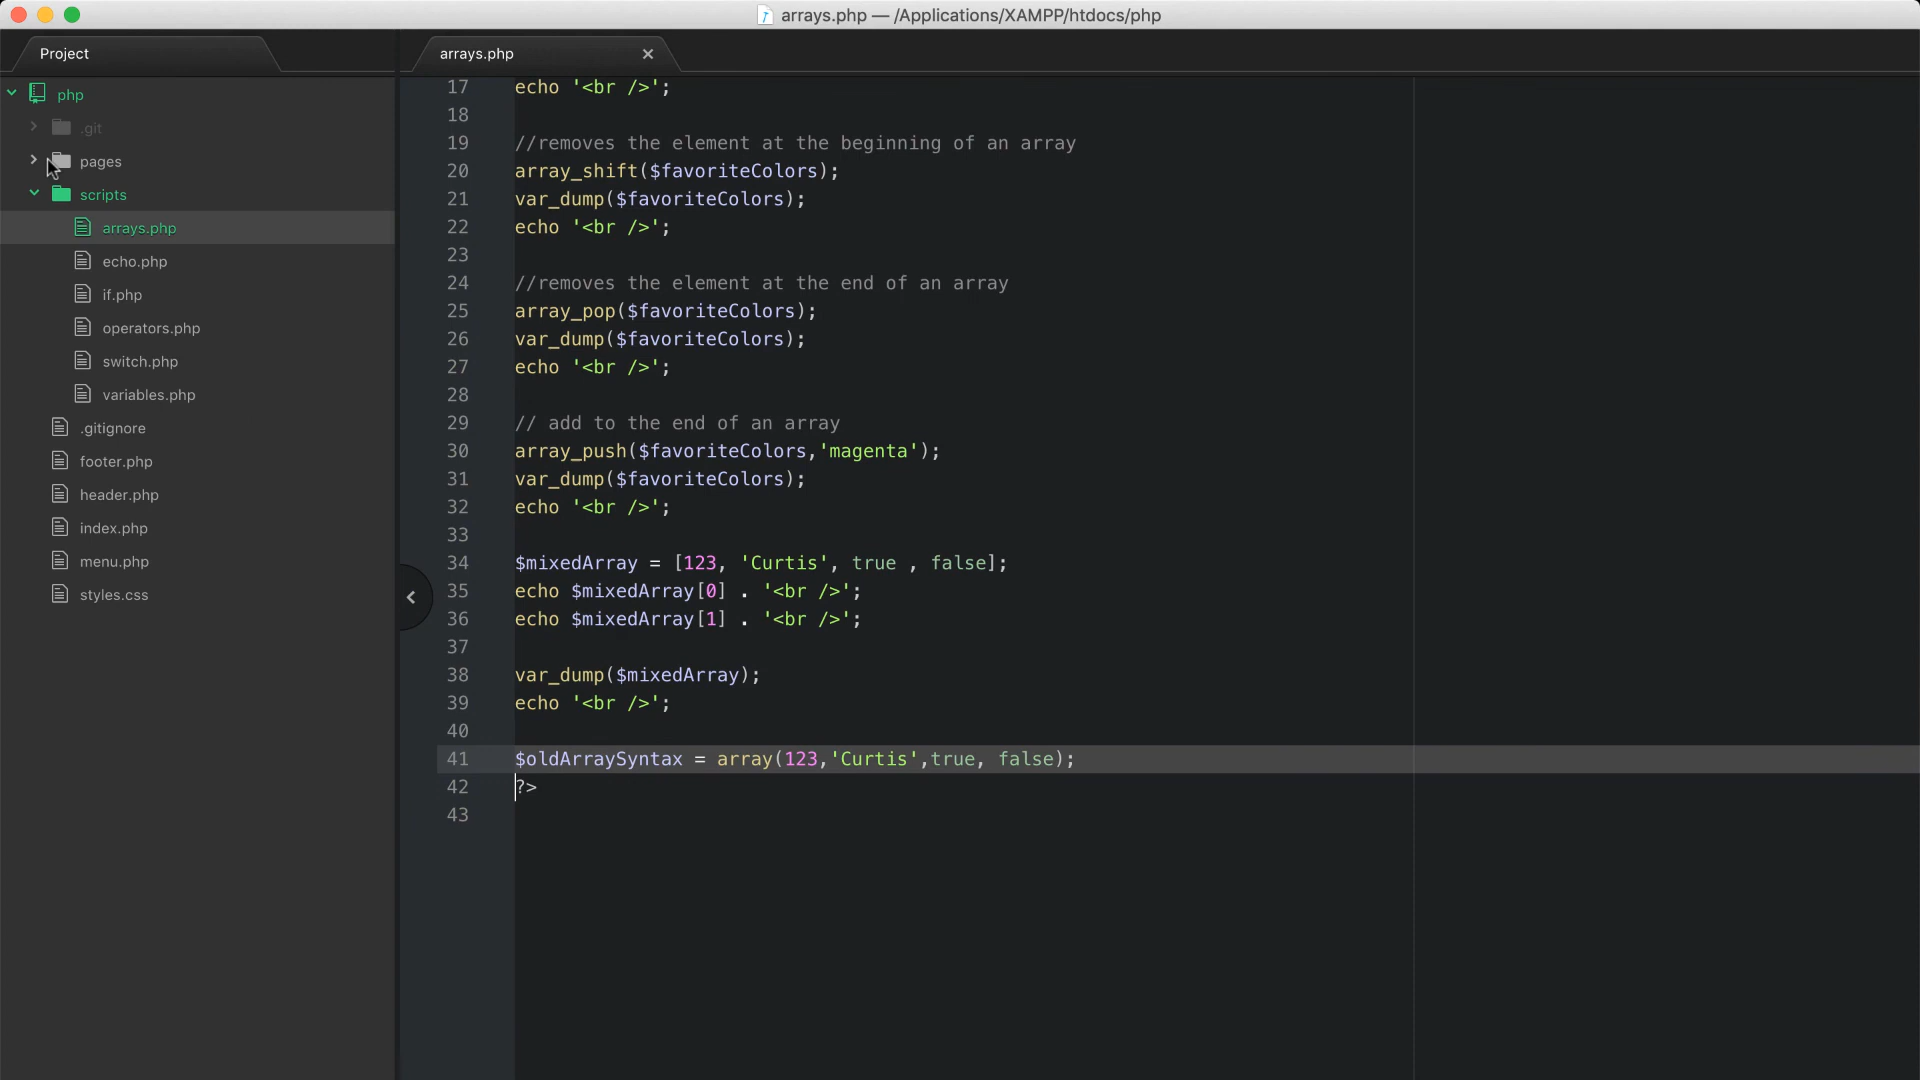 arrays.php — /Applications/XAMPP/htdocs/php
Project
arrays.php
php
.git
pages
scripts
arrays.php
echo.php
if.php
operators.php
switch.php
variables.php
.gitignore
footer.php
header.php
index.php
menu.php
styles.css
17 echo '<br />';
18
19 //removes the element at the beginning of an array
20 array_shift($favoriteColors);
21 var_dump($favoriteColors);
22 echo '<br />';
23
24 //removes the element at the end of an array
25 array_pop($favoriteColors);
26 var_dump($favoriteColors);
27 echo '<br />';
28
29 // add to the end of an array
30 array_push($favoriteColors,'magenta');
31 var_dump($favoriteColors);
32 echo '<br />';
33
34 $mixedArray = [123, 'Curtis', true , false];
35 echo $mixedArray[0] . '<br />';
36 echo $mixedArray[1] . '<br />';
37
38 var_dump($mixedArray);
39 echo '<br />';
40
41 $oldArraySyntax = array(123,'Curtis',true, false);
42 ?>
43